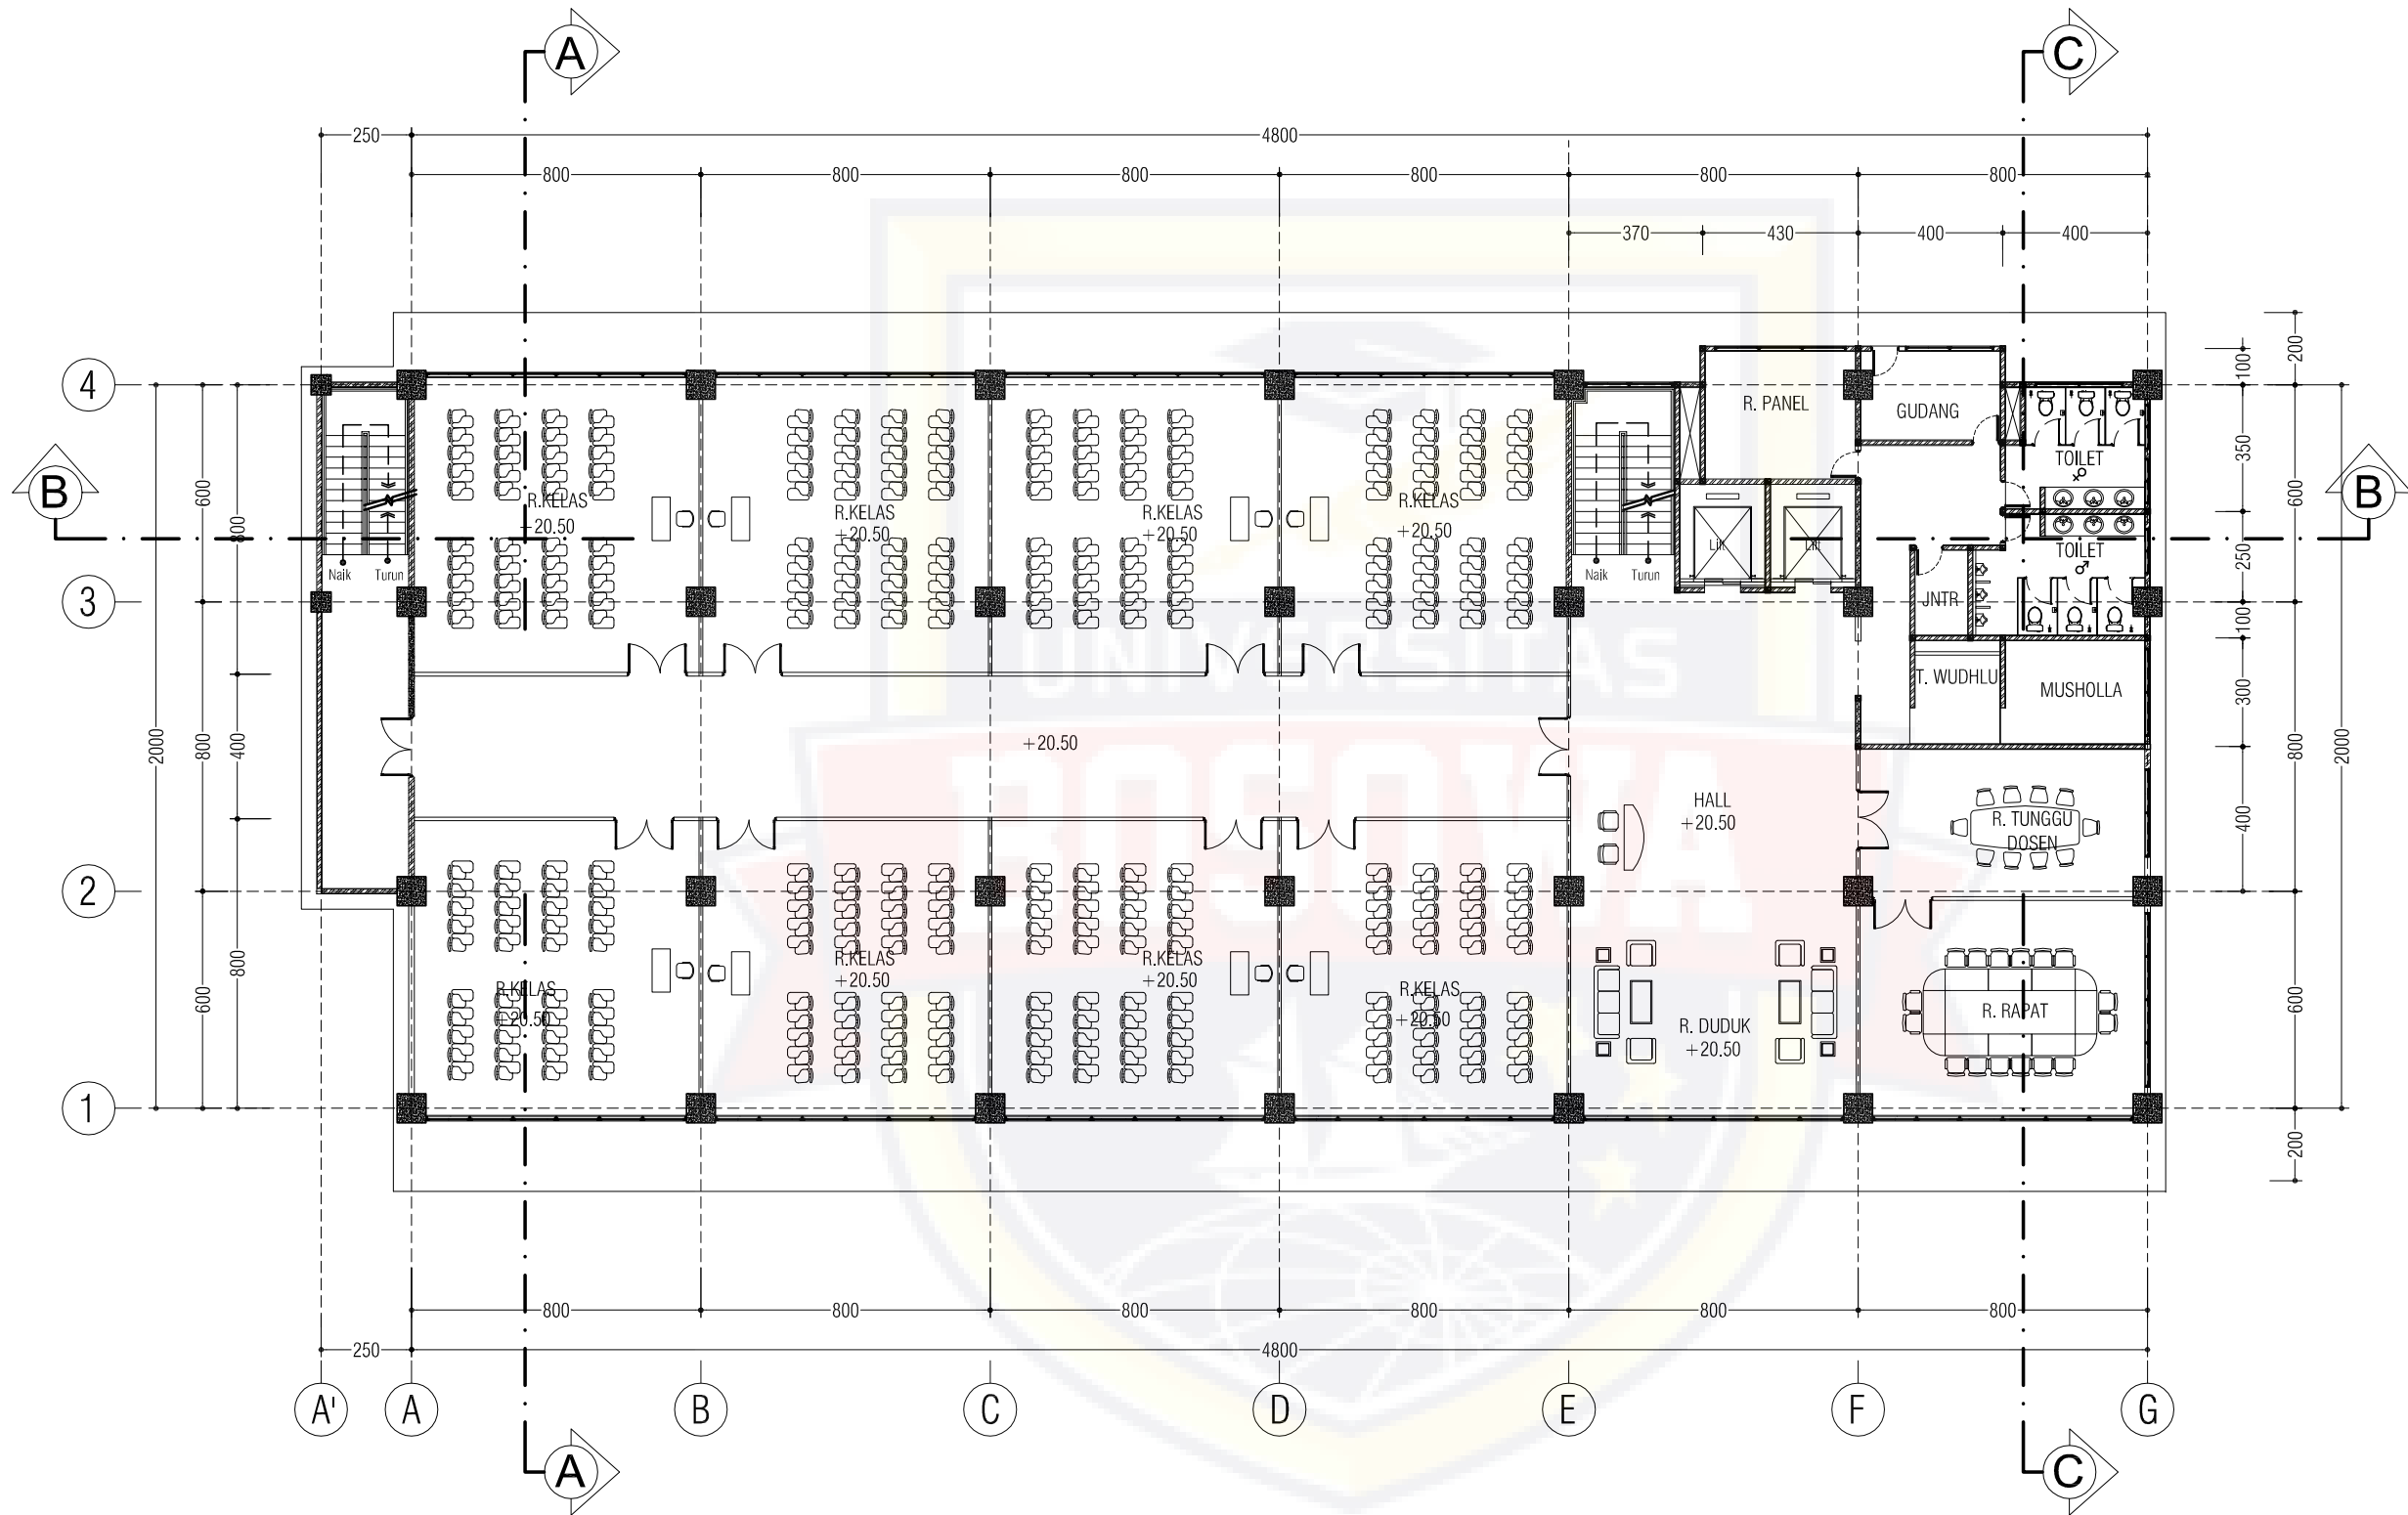 A
C
250
4800
800
800
800
800
800
800
370
430
400
400
200
100
4
R. PANEL
GUDANG
350
TOILET
600
600
B
R.KELAS
+20.50
R.KELAS
+20.50
R.KELAS
+20.50
R.KELAS
+20.50
B
800
Lift
Lift
TOILET
250
Naik
Turun
Naik
Turun
3
JNTR
100
UNIVERSITAS
T. WUDHLU
MUSHOLLA
300
2000
800
400
+20.50
800
2000
BOSOWA
HALL
+20.50
R. TUNGGU
DOSEN
400
2
800
R.KELAS
+20.50
R.KELAS
+20.50
R.KELAS
+20.50
R.KELAS
+20.50
600
R. DUDUK
+20.50
R. RAPAT
600
1
200
800
800
800
800
800
800
250
4800
A'
A
B
C
D
E
F
G
A
C